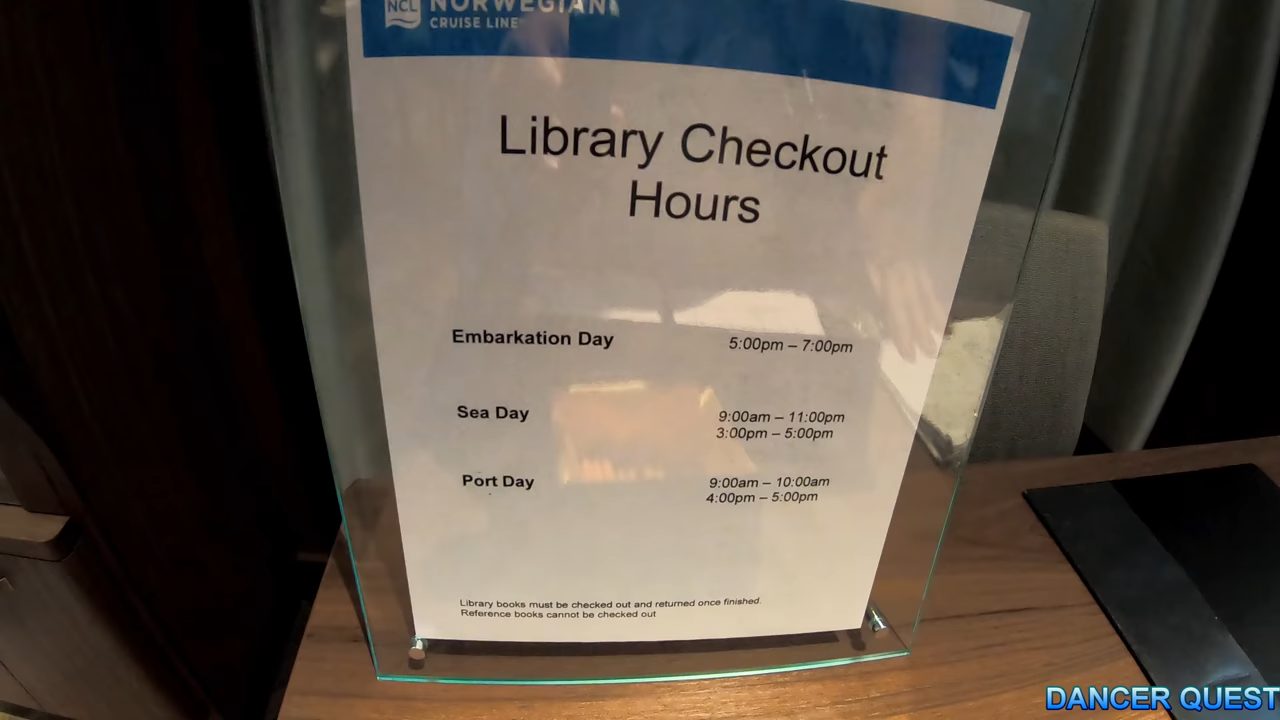 NCL
NORWEGIAN
CRUISE LINE
Library Checkout
Hours
Embarkation Day 5:00pm – 7:00pm
Sea Day 9:00am – 11:00pm
3:00pm – 5:00pm
Port Day 9:00am – 10:00am
4:00pm – 5:00pm
Library books must be checked out and returned once finished.
Reference books cannot be checked out
DANCER QUEST